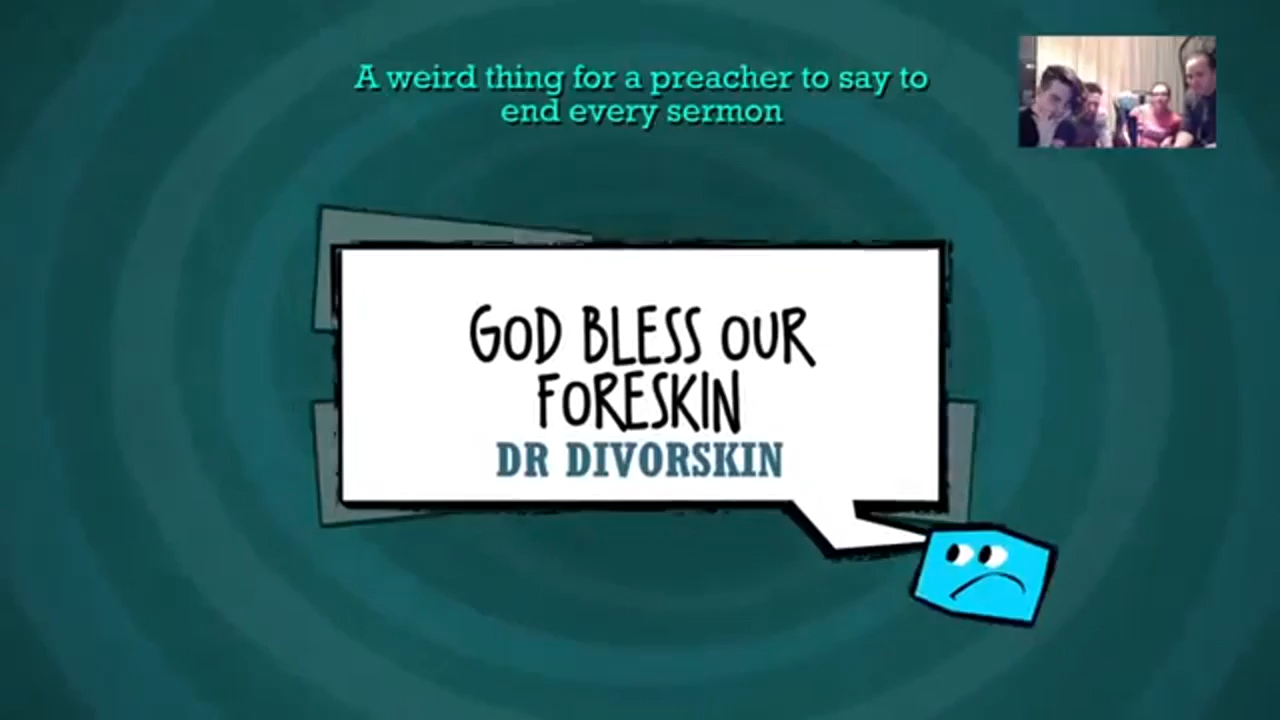 A weird thing for a preacher to say to
end every sermon
GOD BLESS OUR
FORESKIN
DR DIVORSKIN